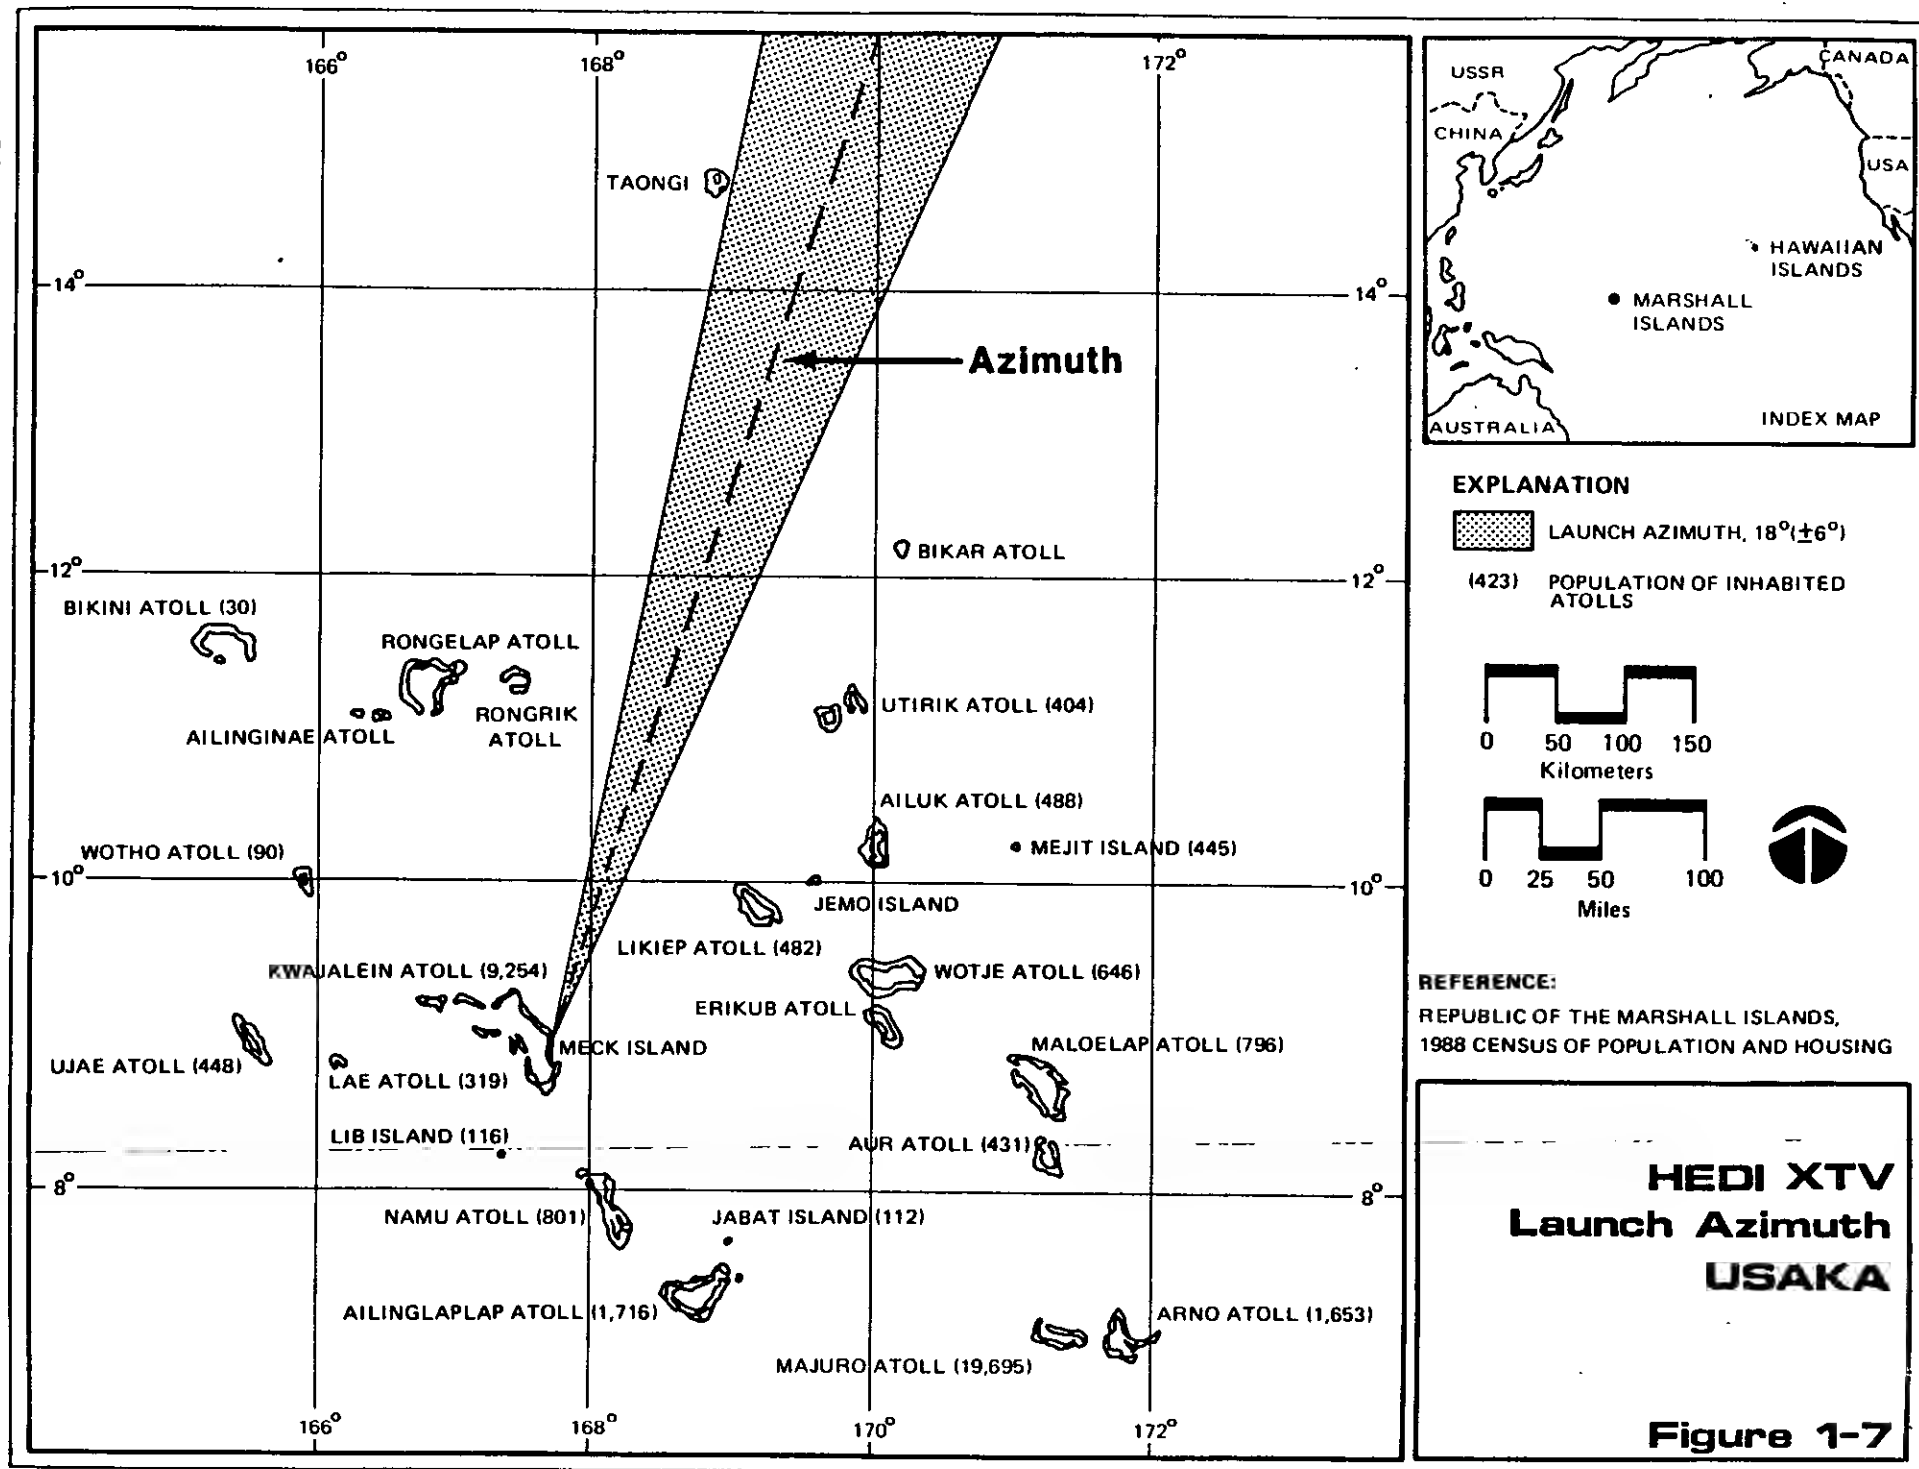 166°
168°
172°
TAONGI
14°
14°
Azimuth
12°
12°
BIKAR ATOLL
BIKINI ATOLL (30)
RONGELAP ATOLL
AILINGINAE ATOLL
RONGRIK
ATOLL
UTIRIK ATOLL (404)
AILUK ATOLL (488)
MEJIT ISLAND (445)
WOTHO ATOLL (90)
10°
10°
JEMO ISLAND
LIKIEP ATOLL (482)
KWAJALEIN ATOLL (9,254)
WOTJE ATOLL (646)
ERIKUB ATOLL
MECK ISLAND
MALOELAP ATOLL (796)
UJAE ATOLL (448)
LAE ATOLL (319)
LIB ISLAND (116)
AUR ATOLL (431)
8°
8°
NAMU ATOLL (801)
JABAT ISLAND (112)
AILINGLAPLAP ATOLL (1,716)
ARNO ATOLL (1,653)
MAJURO ATOLL (19,695)
166°
168°
170°
172°
USSR
CANADA
CHINA
USA
HAWAIIAN
ISLANDS
MARSHALL
ISLANDS
AUSTRALIA
INDEX MAP
EXPLANATION
LAUNCH AZIMUTH, 18°(±6°)
(423) POPULATION OF INHABITED
ATOLLS
0 50 100 150
Kilometers
0 25 50 100
Miles
REFERENCE:
REPUBLIC OF THE MARSHALL ISLANDS,
1988 CENSUS OF POPULATION AND HOUSING
HEDI XTV
Launch Azimuth
USAKA
Figure 1-7